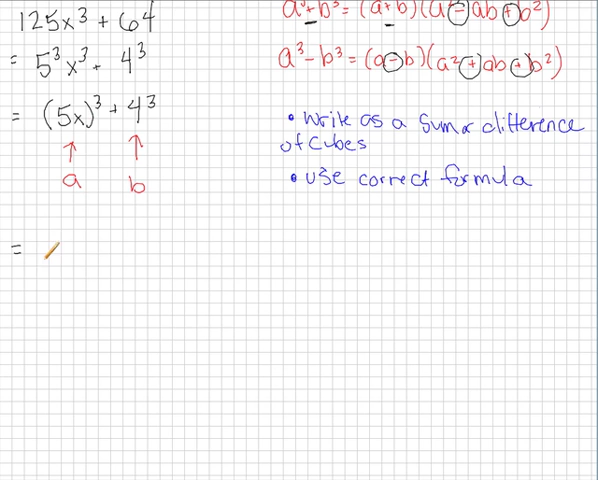 125x³ + 64
= 5³x³ + 4³
= (5x)³ + 4³
a b
=
a³ + b³ = (a + b)(a² − ab + b²)
a³ − b³ = (a − b)(a² + ab + b²)
• Write as a sum or difference
of cubes
• use correct formula